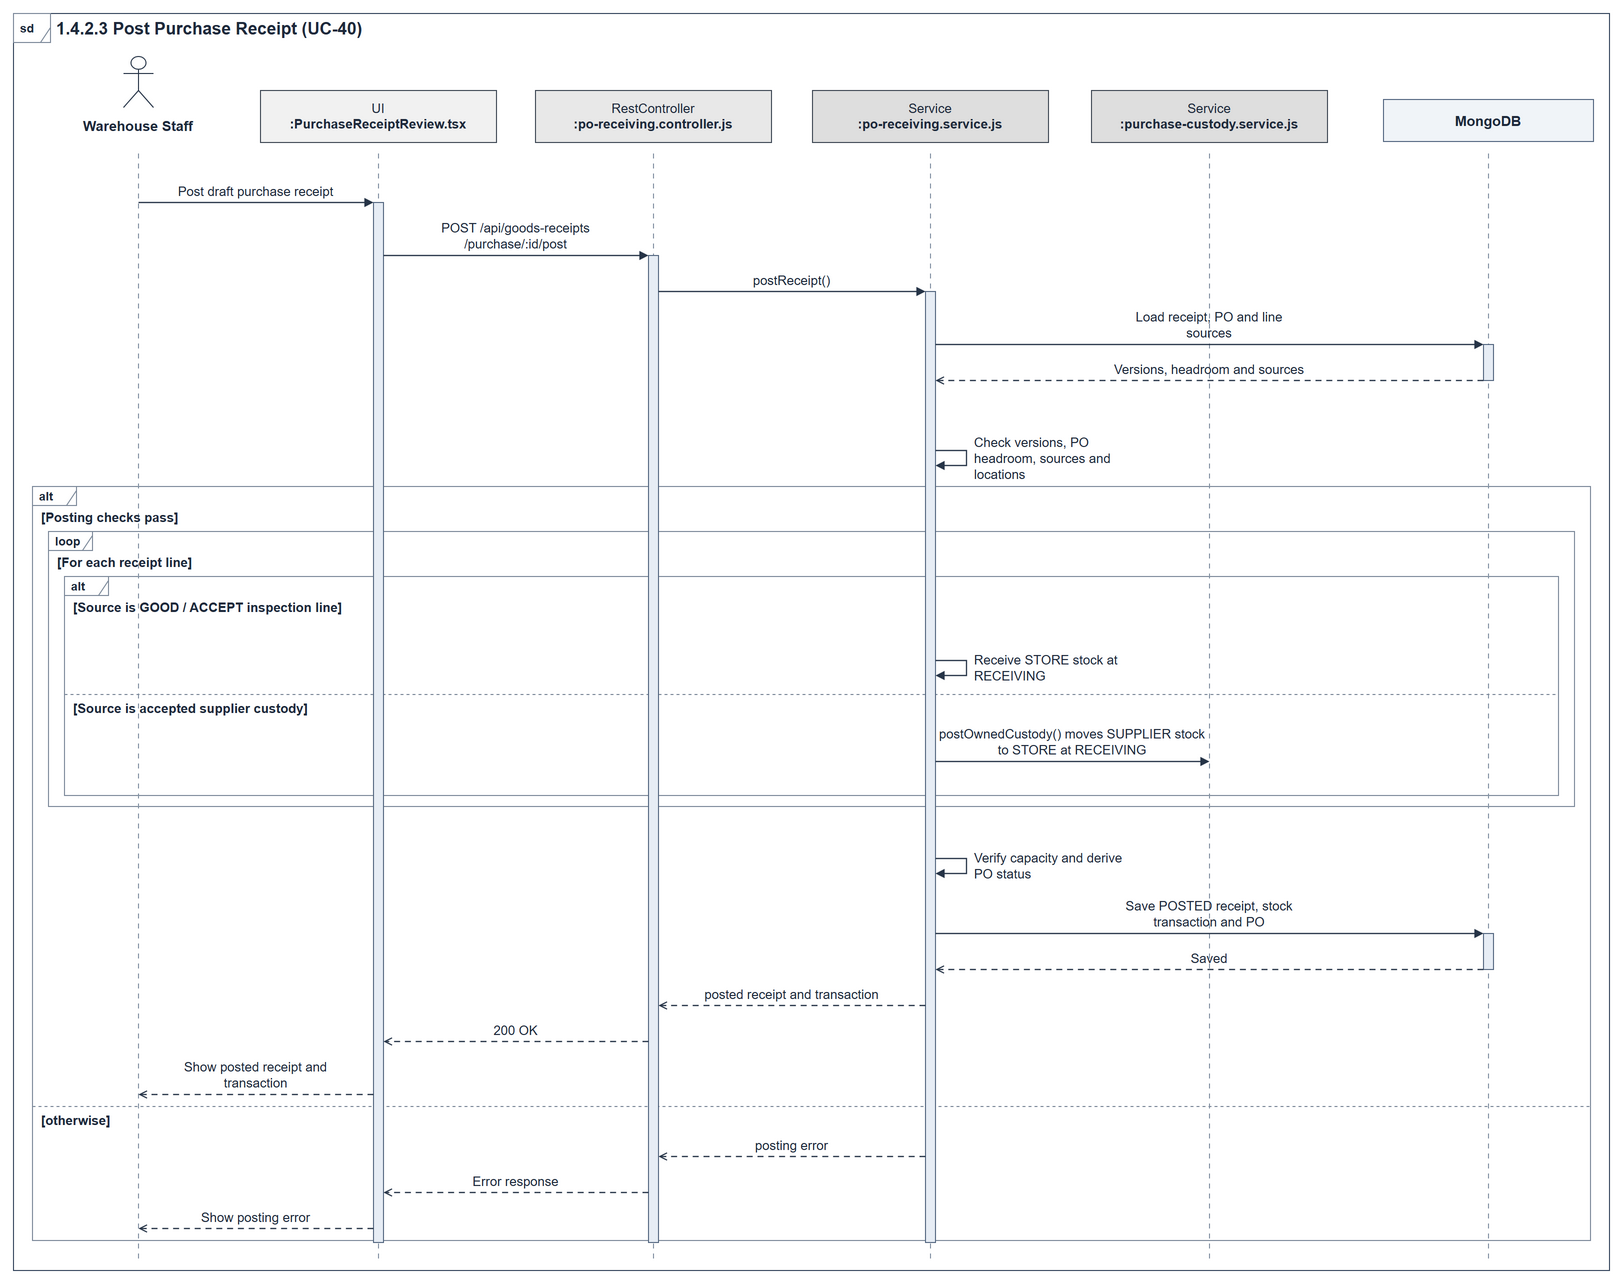 sd
1.4.2.3 Post Purchase Receipt (UC-40)
Warehouse Staff
UI
:PurchaseReceiptReview.tsx
RestController
:po-receiving.controller.js
Service
:po-receiving.service.js
Service
:purchase-custody.service.js
MongoDB
Post draft purchase receipt
POST /api/goods-receipts
/purchase/:id/post
postReceipt()
Load receipt, PO and line
sources
Versions, headroom and sources
Check versions, PO
headroom, sources and
locations
alt
[Posting checks pass]
loop
[For each receipt line]
alt
[Source is GOOD / ACCEPT inspection line]
Receive STORE stock at
RECEIVING
[Source is accepted supplier custody]
postOwnedCustody() moves SUPPLIER stock
to STORE at RECEIVING
Verify capacity and derive
PO status
Save POSTED receipt, stock
transaction and PO
Saved
posted receipt and transaction
200 OK
Show posted receipt and
transaction
[otherwise]
posting error
Error response
Show posting error